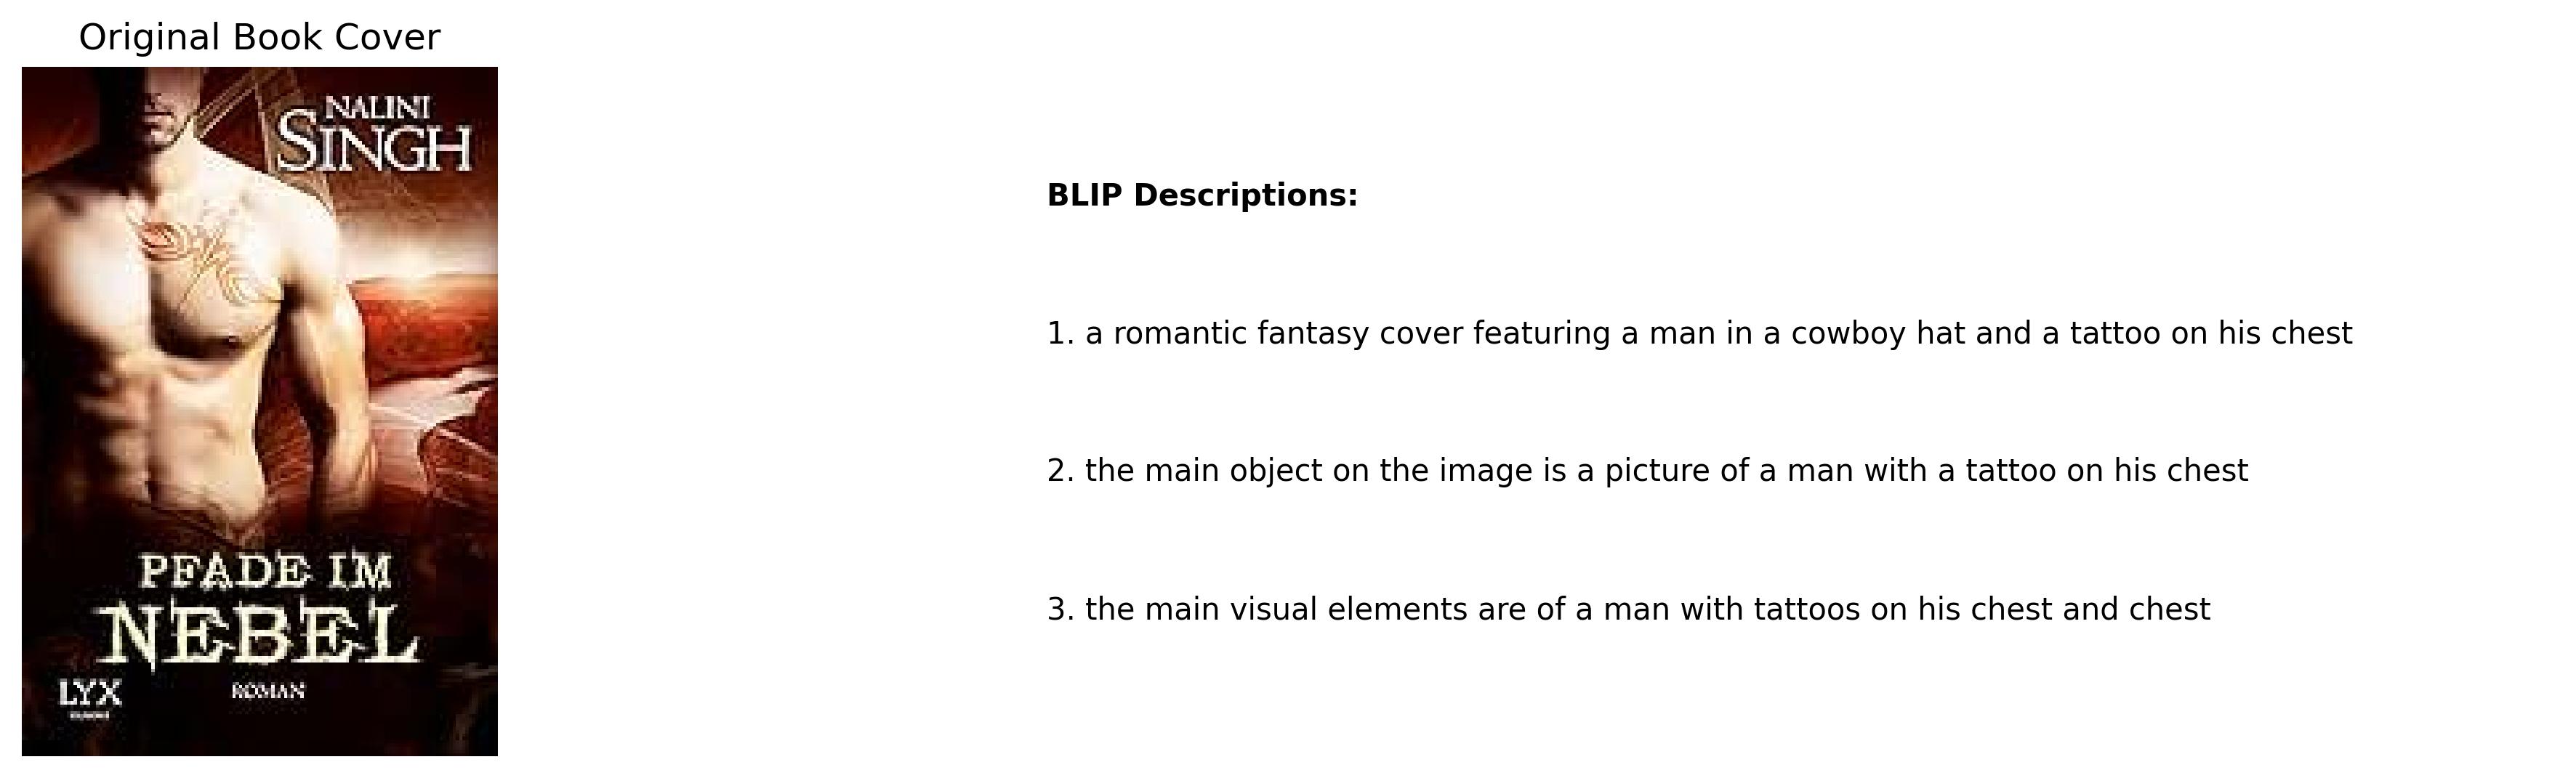 Original Book Cover
NALINI
SINGH
PFADE IM
NEBEL
LYX
ROMAN
BLIP Descriptions:
1. a romantic fantasy cover featuring a man in a cowboy hat and a tattoo on his chest
2. the main object on the image is a picture of a man with a tattoo on his chest
3. the main visual elements are of a man with tattoos on his chest and chest